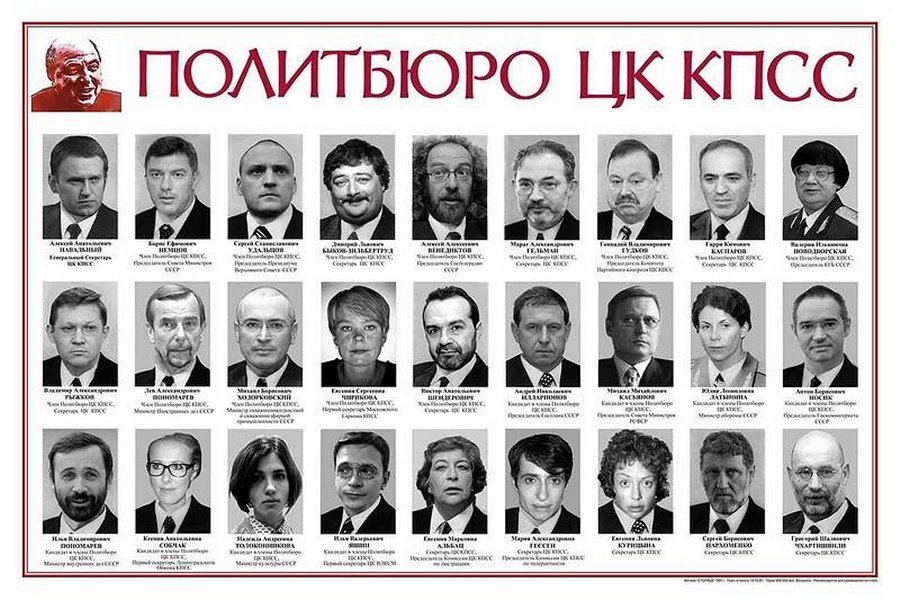 ПОЛИТБЮРО ЦК КПСС
Алексей Анатольевич
НАВАЛЬНЫЙ
Генеральный Секретарь
ЦК КПСС
Борис Ефимович
НЕМЦОВ
Член Политбюро ЦК КПСС,
Председатель Совета Министров
СССР
Сергей Станиславович
УДАЛЬЦОВ
Член Политбюро ЦК КПСС,
Председатель Президиума
Верховного Совета СССР
Дмитрий Львович
БЫКОВ-ЗИЛЬБЕРТРУД
Член Политбюро ЦК КПСС,
Секретарь ЦК КПСС
Алексей Алексеевич
ВЕНЕДИКТОВ
Член Политбюро ЦК КПСС,
Председатель Гостелерадио
СССР
Марат Александрович
ГЕЛЬМАН
Член Политбюро ЦК КПСС,
Секретарь ЦК КПСС
Геннадий Владимирович
ГУДКОВ
Член Политбюро ЦК КПСС,
Председатель Комитета
Партийного контроля ЦК КПСС
Гарри Кимович
КАСПАРОВ
Член Политбюро ЦК КПСС,
Секретарь ЦК КПСС
Валерия Ильинична
НОВОДВОРСКАЯ
Член Политбюро ЦК КПСС,
Председатель КГБ СССР
Владимир Александрович
РЫЖКОВ
Член Политбюро ЦК КПСС,
Секретарь ЦК КПСС
Лев Александрович
ПОНОМАРЕВ
Член Политбюро ЦК КПСС,
Министр Иностранных дел СССР
Михаил Борисович
ХОДОРКОВСКИЙ
Член Политбюро ЦК КПСС,
Министр
промышленности СССР
Евгения Сергеевна
ЧИРИКОВА
Член Политбюро ЦК КПСС,
Первый секретарь Московского
Горкома КПСС
Виктор Анатольевич
ШЕНДЕРОВИЧ
Член Политбюро ЦК КПСС,
Секретарь ЦК КПСС
Андрей Николаевич
ИЛЛАРИОНОВ
Кандидат в члены Политбюро
ЦК КПСС,
Председатель Госплана СССР
Михаил Михайлович
КАСЬЯНОВ
Кандидат в члены Политбюро
ЦК КПСС,
Председатель Совета Министров
РСФСР
Юлия Леонидовна
ЛАТЫНИНА
Кандидат в члены Политбюро
ЦК КПСС,
Министр обороны СССР
Антон Борисович
НОСИК
Кандидат в члены Политбюро
ЦК КПСС,
Председатель
СССР
Илья Владимирович
ПОНОМАРЕВ
Кандидат в члены Политбюро
ЦК КПСС,
Министр внутренних дел СССР
Ксения Анатольевна
СОБЧАК
Кандидат в члены Политбюро
ЦК КПСС,
Первый секретарь Ленинградского
Обкома КПСС
Надежда Андреевна
ТОЛОКОННИКОВА
Кандидат в члены Политбюро
ЦК КПСС,
Министр культуры СССР
Илья Валерьевич
ЯШИН
Кандидат в члены Политбюро
ЦК КПСС,
Первый секретарь ЦК ВЛКСМ
Евгения Марковна
АЛЬБАЦ
Секретарь ЦК КПСС,
Председатель Комиссии ЦК КПСС
по люстрациям
Мария Александровна
ГЕССЕН
Секретарь ЦК КПСС,
Председатель Комиссии ЦК КПСС
по толерантности
Евгения Львовна
КУРИЦЫНА
Секретарь ЦК КПСС
Сергей Борисович
ПАРХОМЕНКО
Секретарь ЦК КПСС
Григорий Шалвович
ЧХАРТИШВИЛИ
Секретарь ЦК КПСС